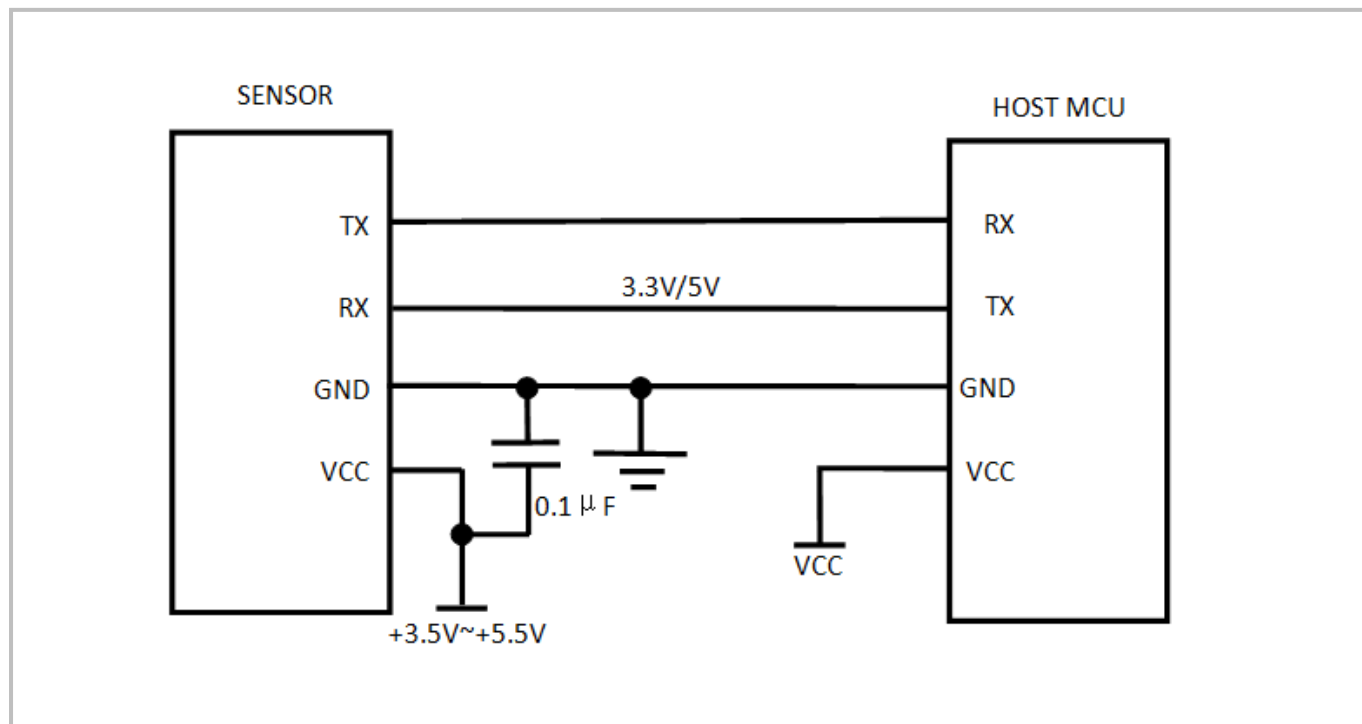 SENSOR
HOST MCU
TX
RX
3.3V/5V
RX
TX
GND
GND
VCC
VCC
0.1μF
VCC
+3.5V~+5.5V